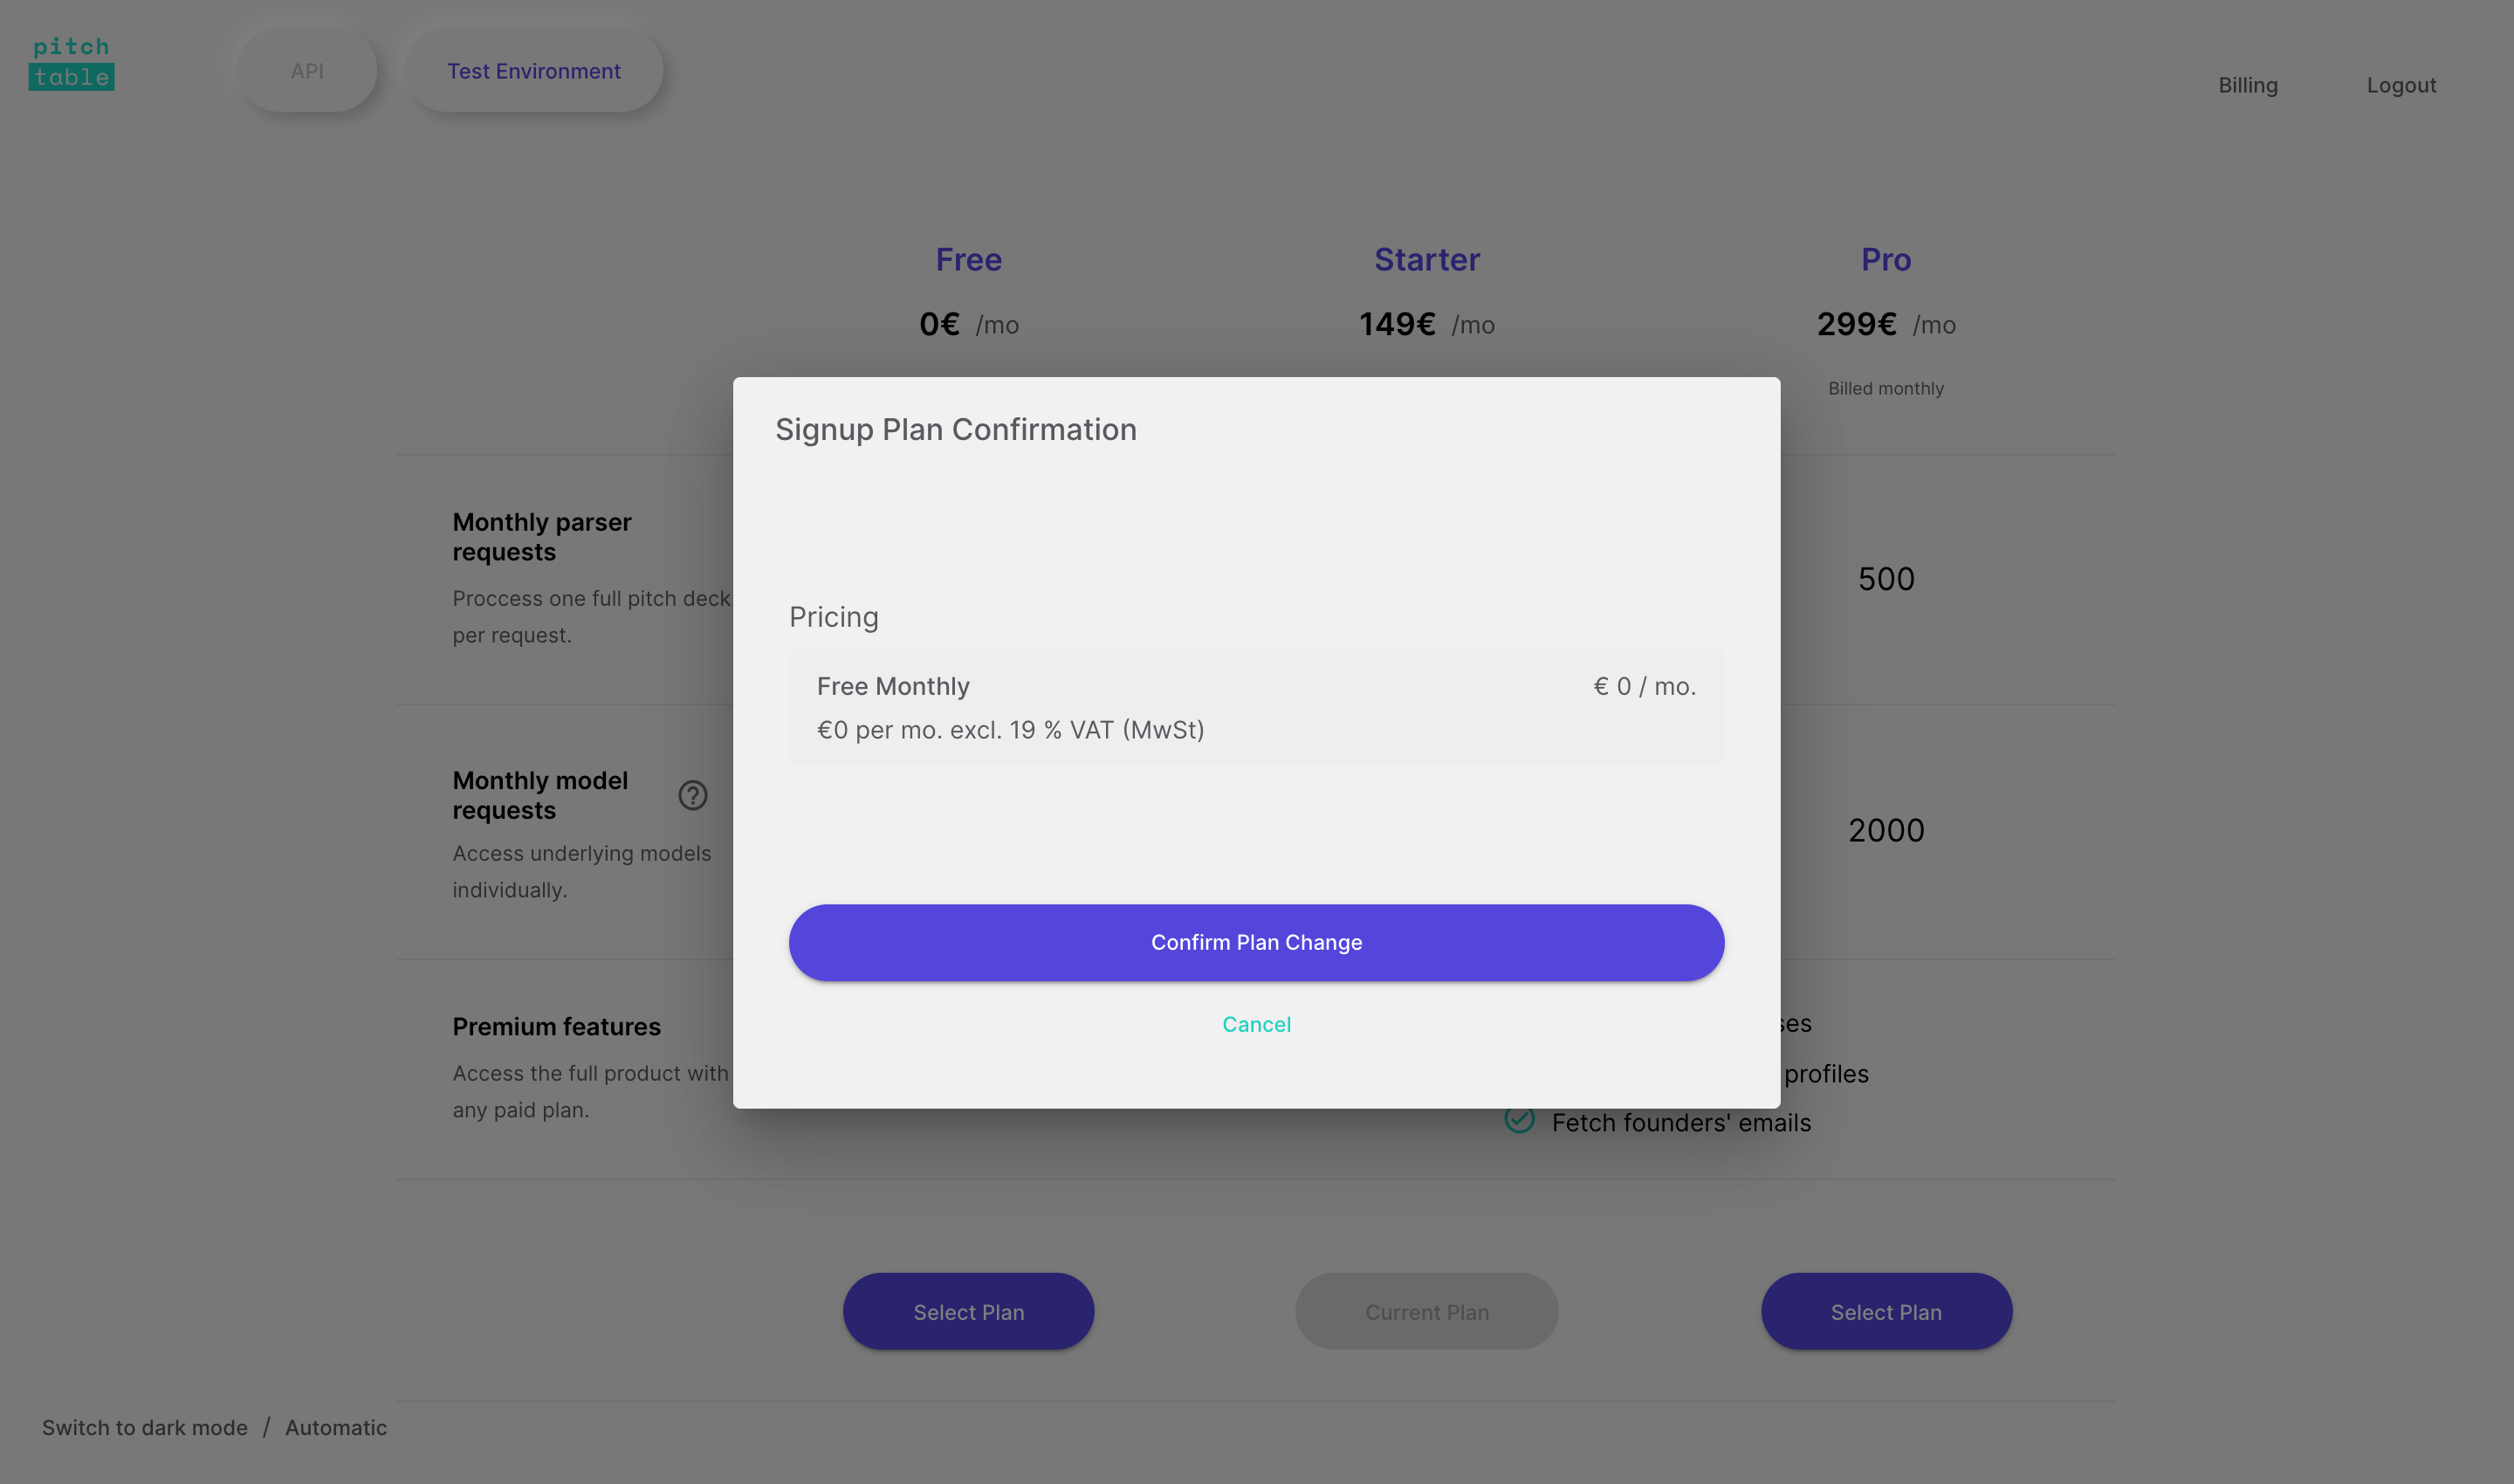 pitch
table
API
Test Environment
Billing
Logout
Free
Starter
Pro
0€ /mo
149€ /mo
299€ /mo
Billed monthly
Signup Plan Confirmation
Monthly parser
requests
Proccess one full pitch deck
per request.
500
Pricing
Free Monthly
€ 0 / mo.
€0 per mo. excl. 19 % VAT (MwSt)
Monthly model
requests
Access underlying models
individually.
2000
Confirm Plan Change
Cancel
Premium features
Access the full product with
any paid plan.
profiles
Fetch founders' emails
Select Plan
Current Plan
Select Plan
Switch to dark mode / Automatic